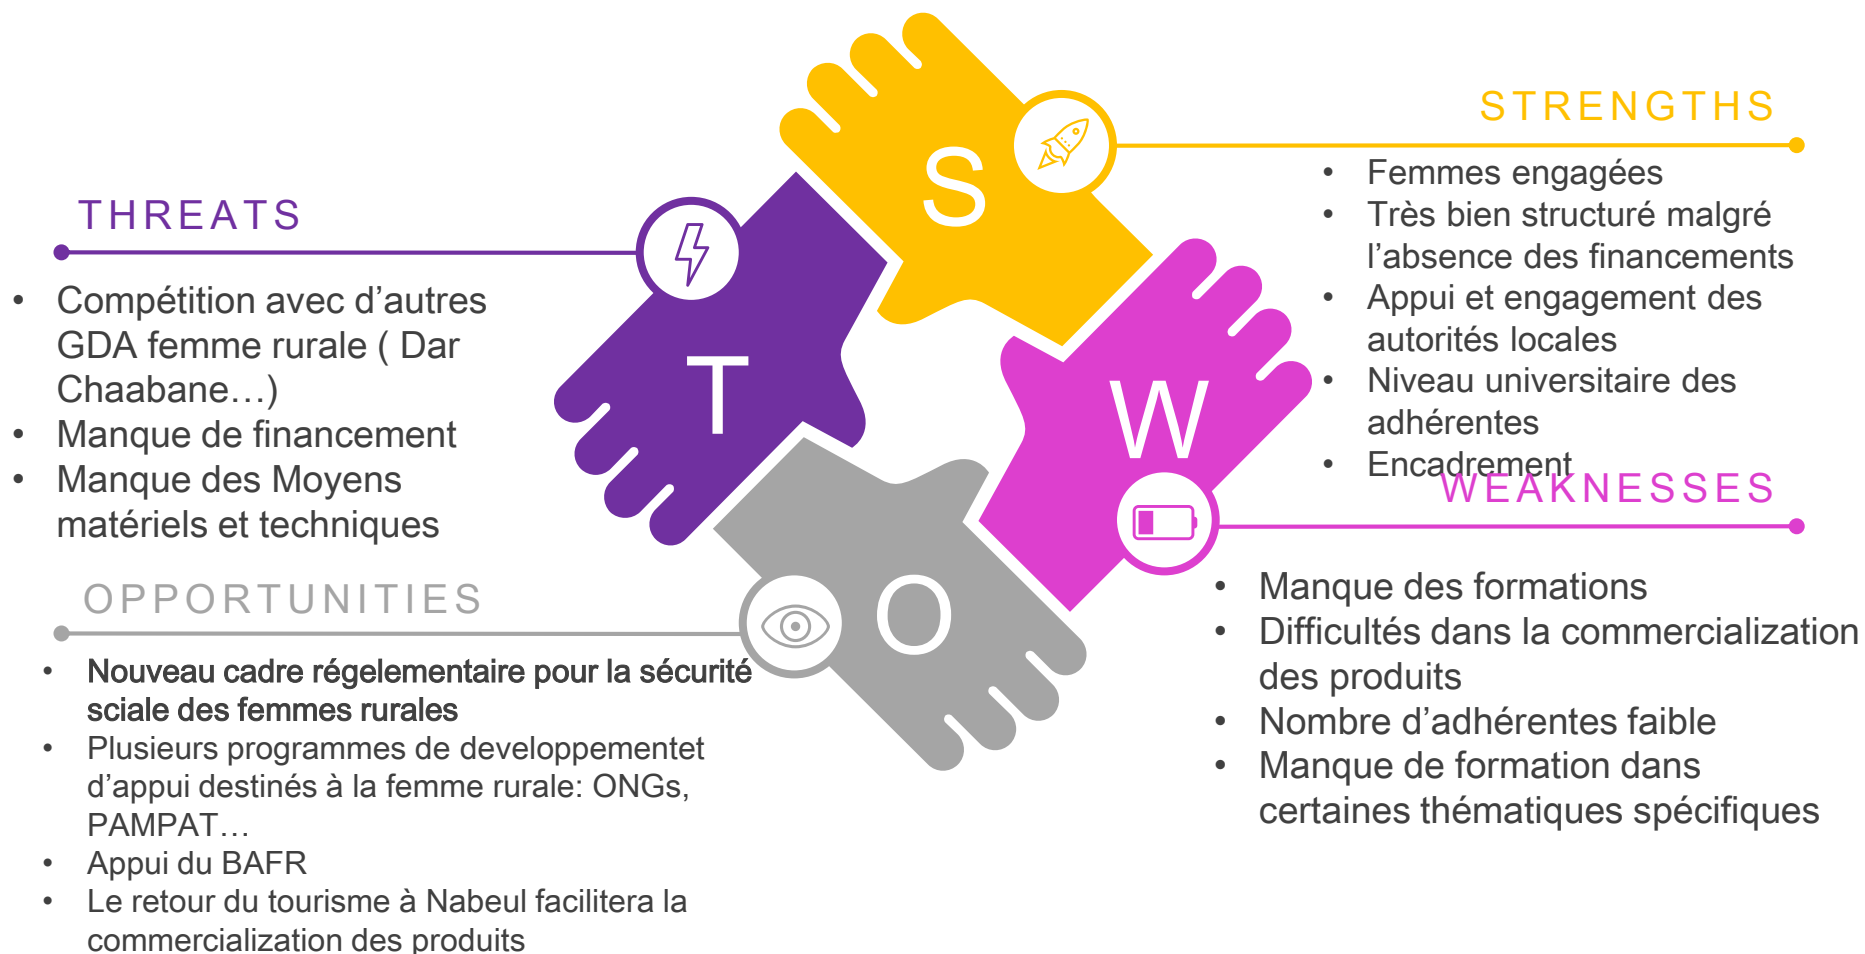 STRENGTHS
• Femmes engagées
• Très bien structuré malgré
l’absence des financements
• Appui et engagement des
autorités locales
• Niveau universitaire des
adhérentes
• Encadrement
WEAKNESSES
• Manque des formations
• Difficultés dans la commercialization
des produits
• Nombre d’adhérentes faible
• Manque de formation dans
certaines thématiques spécifiques
THREATS
• Compétition avec d’autres
GDA femme rurale ( Dar
Chaabane…)
• Manque de financement
• Manque des Moyens
matériels et techniques
OPPORTUNITIES
• Nouveau cadre régelementaire pour la sécurité
sciale des femmes rurales
• Plusieurs programmes de developpementet
d’appui destinés à la femme rurale: ONGs,
PAMPAT…
• Appui du BAFR
• Le retour du tourisme à Nabeul facilitera la
commercialization des produits
S
W
T
O